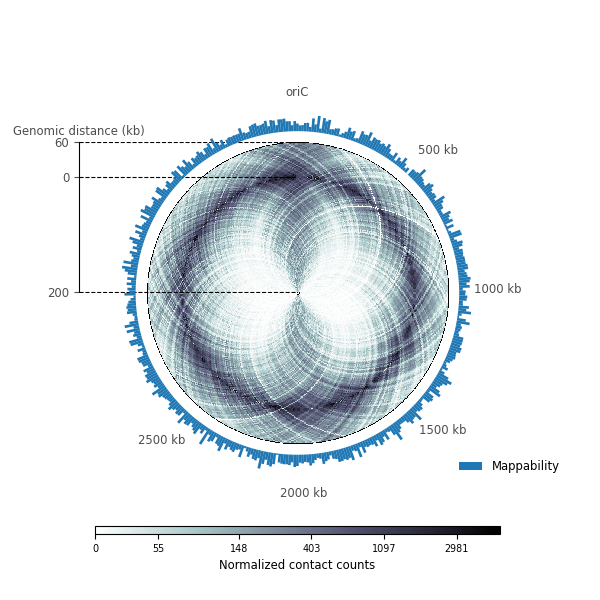 oriC
Genomic distance (kb)
60
0
200
500 kb
1000 kb
1500 kb
2000 kb
2500 kb
Mappability
0 55 148 403 1097 2981
Normalized contact counts